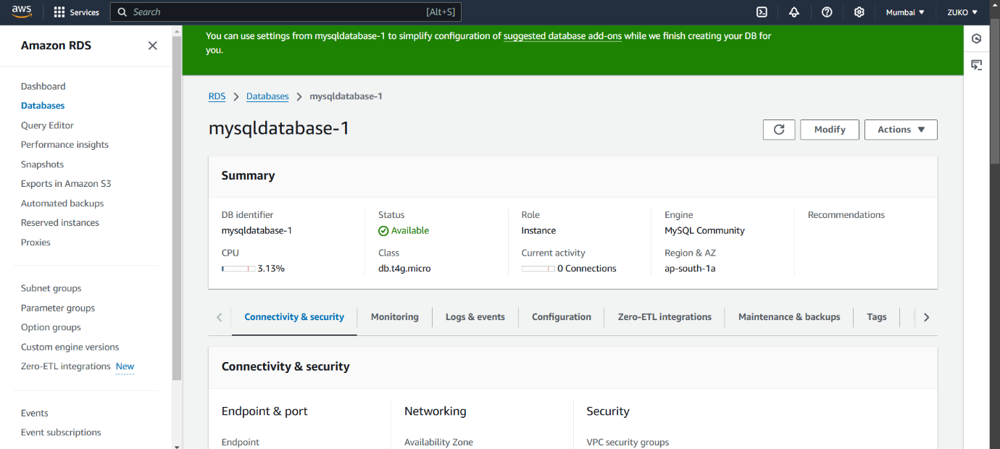 aws
Services
Search
[Alt+S]
Mumbai
ZUKO
Amazon RDS
Dashboard
Databases
Query Editor
Performance insights
Snapshots
Exports in Amazon S3
Automated backups
Reserved instances
Proxies
Subnet groups
Parameter groups
Option groups
Custom engine versions
Zero-ETL integrations New
Events
Event subscriptions
You can use settings from mysqldatabase-1 to simplify configuration of suggested database add-ons while we finish creating your DB for
you.
RDS
Databases
mysqldatabase-1
mysqldatabase-1
Modify
Actions
Summary
DB identifier
mysqldatabase-1
Status
Available
Role
Instance
Engine
MySQL Community
Recommendations
CPU
3.13%
Class
db.t4g.micro
Current activity
0 Connections
Region & AZ
ap-south-1a
Connectivity & security
Monitoring
Logs & events
Configuration
Zero-ETL integrations
Maintenance & backups
Tags
Connectivity & security
Endpoint & port
Endpoint
Networking
Availability Zone
Security
VPC security groups